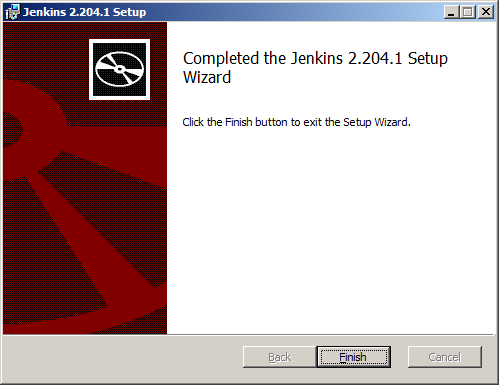 Jenkins 2.204.1 Setup
Completed the Jenkins 2.204.1 Setup
Wizard
Click the Finish button to exit the Setup Wizard.
Back
Finish
Cancel